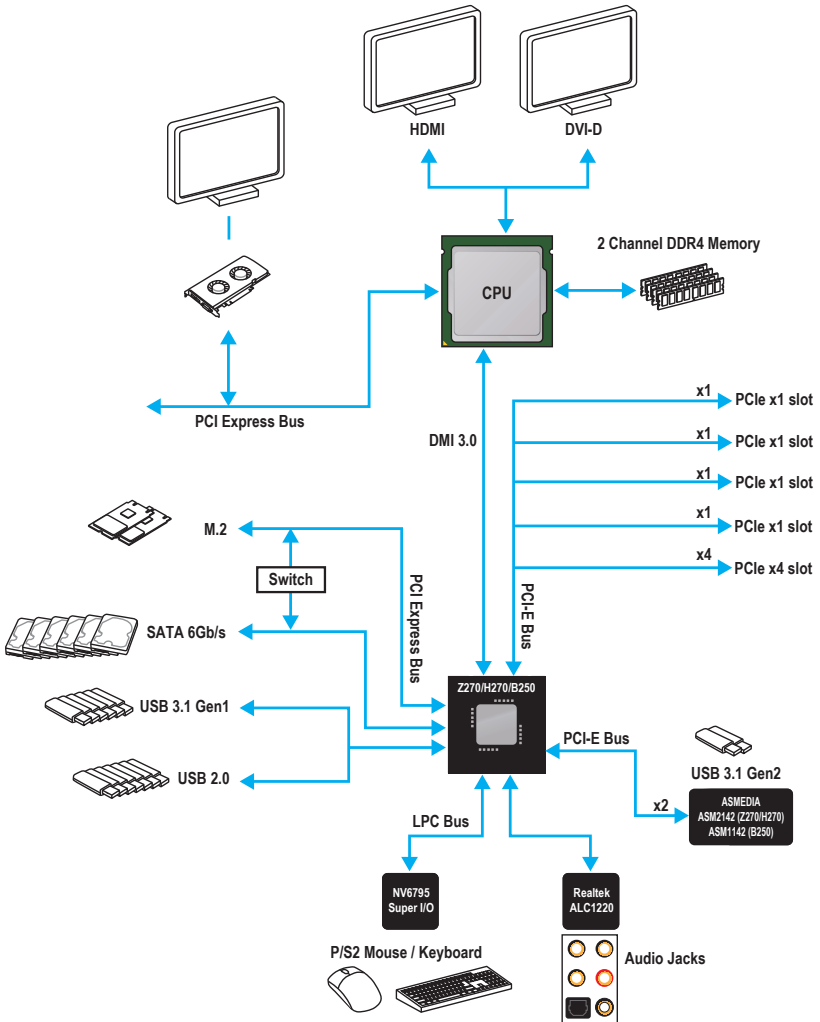 HDMI
DVI-D
2 Channel DDR4 Memory
CPU
PCI Express Bus
DMI 3.0
x1
PCIe x1 slot
x1
PCIe x1 slot
x1
PCIe x1 slot
x1
PCIe x1 slot
x4
PCIe x4 slot
M.2
Switch
PCI Express Bus
PCI-E Bus
SATA 6Gb/s
Z270/H270/B250
USB 3.1 Gen1
PCI-E Bus
USB 3.1 Gen2
USB 2.0
x2
ASMEDIA
ASM2142 (Z270/H270)
ASM1142 (B250)
LPC Bus
NV6795
Super I/O
Realtek
ALC1220
P/S2 Mouse / Keyboard
Audio Jacks